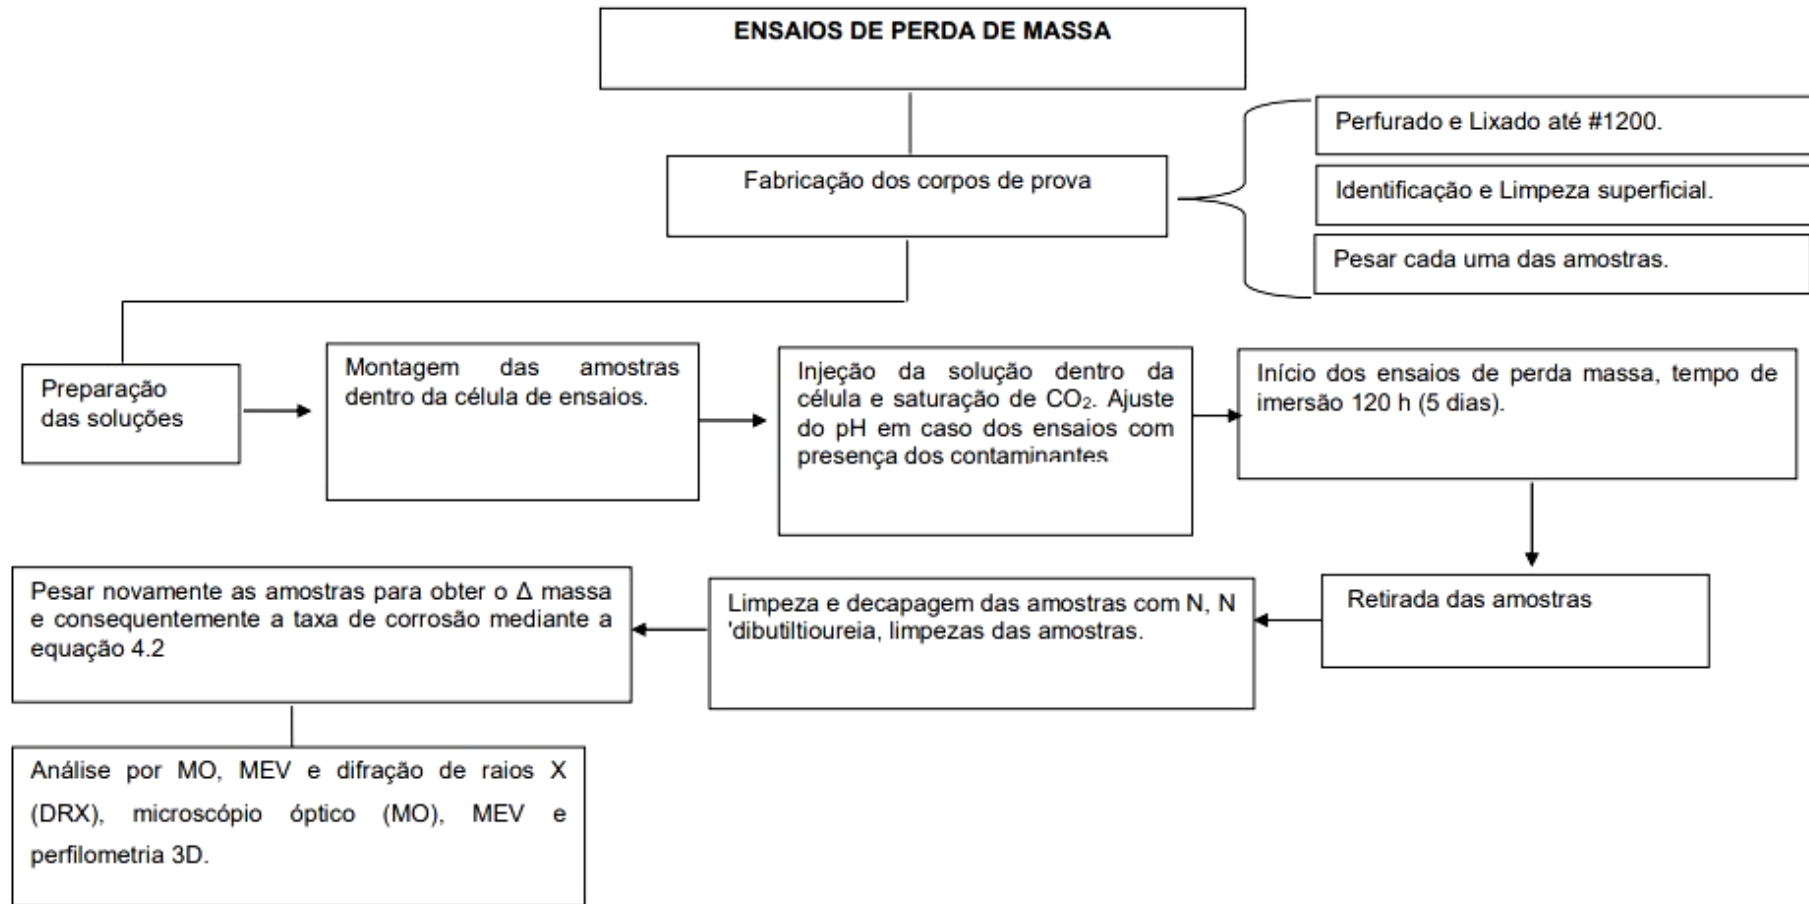 ENSAIOS DE PERDA DE MASSA
Fabricação dos corpos de prova
Perfurado e Lixado até #1200.
Identificação e Limpeza superficial.
Pesar cada uma das amostras.
Preparação
das soluções
Montagem das amostras
dentro da célula de ensaios.
Injeção da solução dentro da
célula e saturação de CO₂. Ajuste
do pH em caso dos ensaios com
presença dos contaminantes
Início dos ensaios de perda massa, tempo de
imersão 120 h (5 dias).
Retirada das amostras
Limpeza e decapagem das amostras com N, N
'dibutiltioureia, limpezas das amostras.
Pesar novamente as amostras para obter o Δ massa
e consequentemente a taxa de corrosão mediante a
equação 4.2
Análise por MO, MEV e difração de raios X
(DRX), microscópio óptico (MO), MEV e
perfilometria 3D.